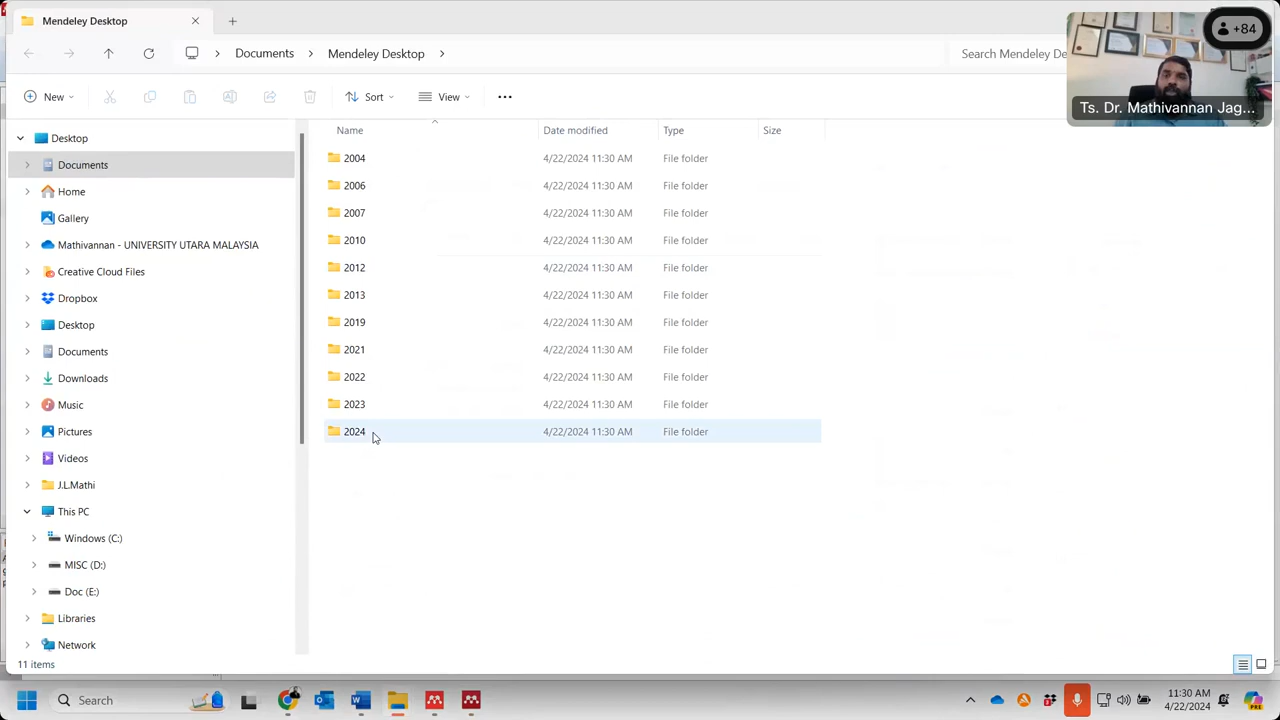 Mendeley Desktop
+84
Documents
Mendeley Desktop
Search Mendeley De
Ts. Dr. Mathivannan Jag...
New
Sort
View
Name
Date modified
Type
Size
Desktop
Documents
Home
Gallery
Mathivannan - UNIVERSITY UTARA MALAYSIA
Creative Cloud Files
Dropbox
Desktop
Documents
Downloads
Music
Pictures
Videos
J.L.Mathi
This PC
Windows (C:)
MISC (D:)
Doc (E:)
Libraries
Network
2004 4/22/2024 11:30 AM File folder
2006 4/22/2024 11:30 AM File folder
2007 4/22/2024 11:30 AM File folder
2010 4/22/2024 11:30 AM File folder
2012 4/22/2024 11:30 AM File folder
2013 4/22/2024 11:30 AM File folder
2019 4/22/2024 11:30 AM File folder
2021 4/22/2024 11:30 AM File folder
2022 4/22/2024 11:30 AM File folder
2023 4/22/2024 11:30 AM File folder
2024 4/22/2024 11:30 AM File folder
11 items
Search
11:30 AM
4/22/2024
PRE